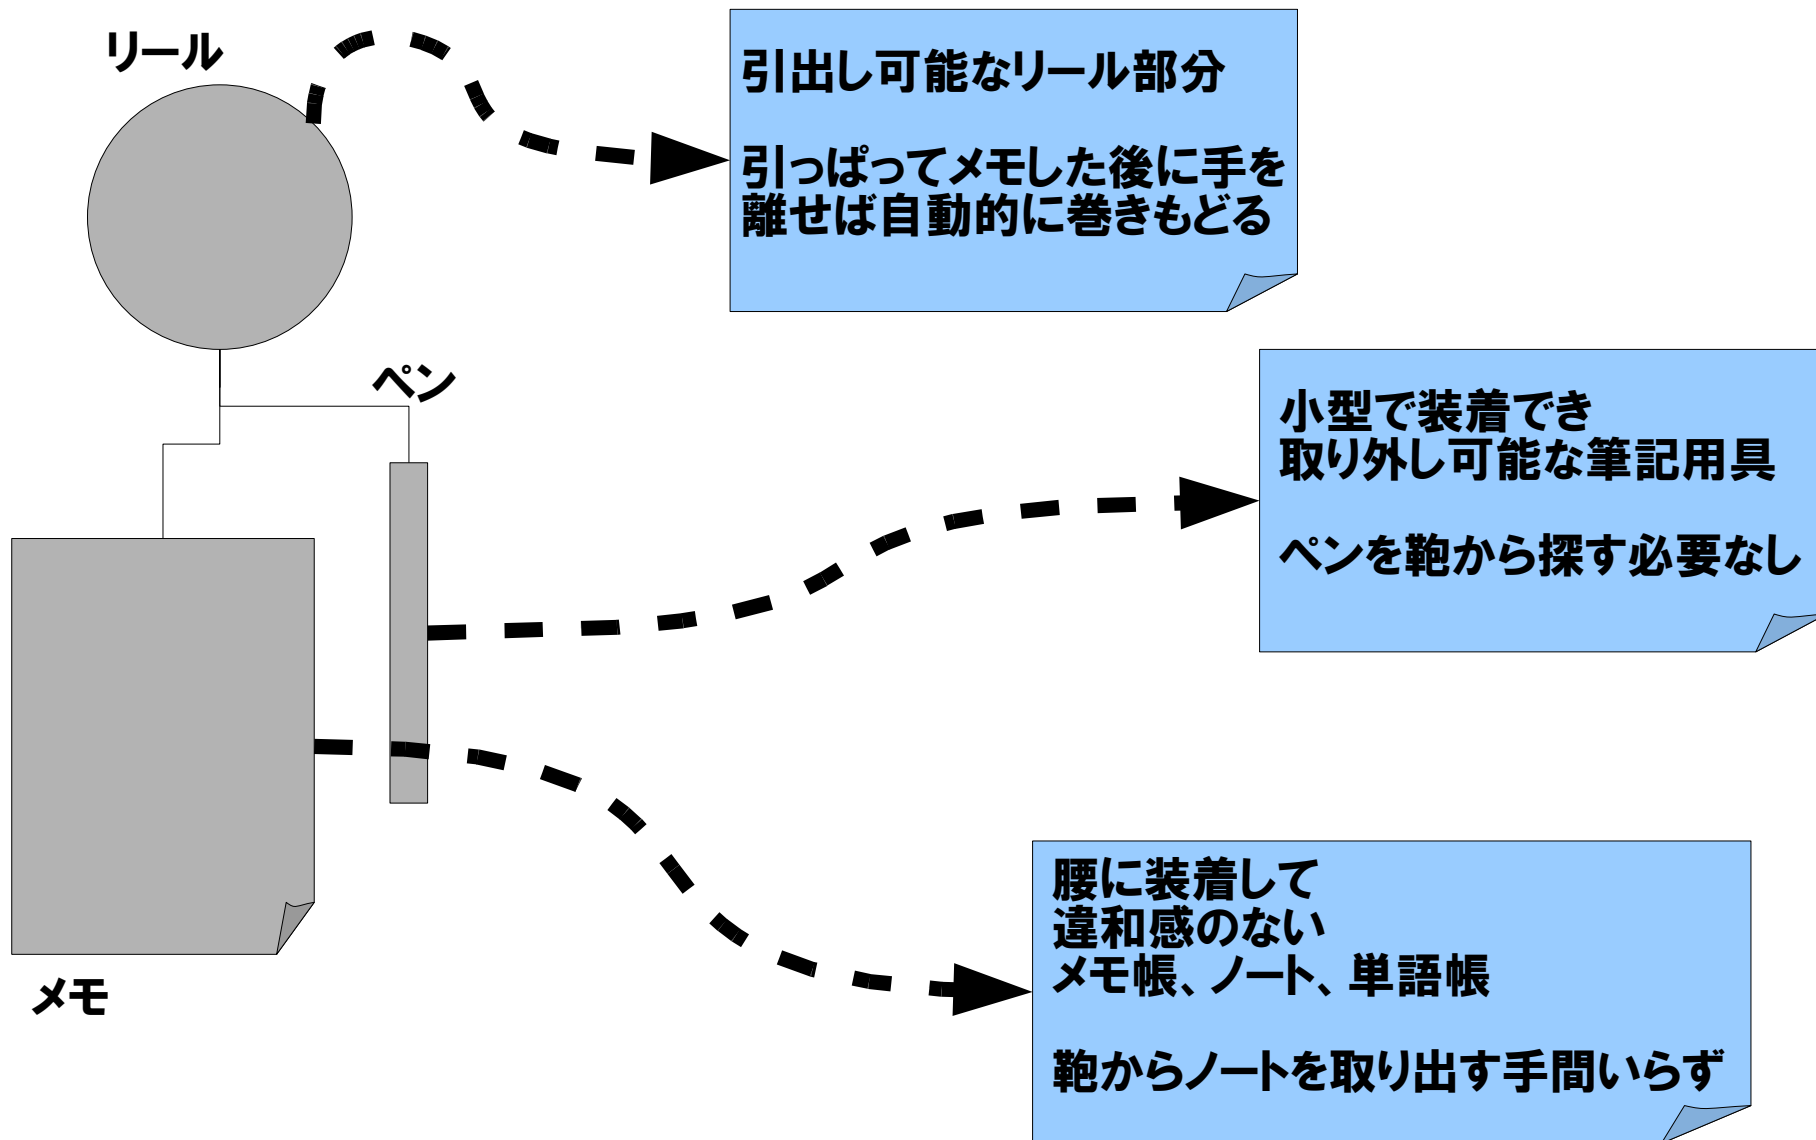 リール
引出し可能なリール部分
引っぱってメモした後に手を
離せば自動的に巻きもどる
ペン
小型で装着でき
取り外し可能な筆記用具
ペンを鞄から探す必要なし
メモ
腰に装着して
違和感のない
メモ帳、ノート、単語帳
鞄からノートを取り出す手間いらず